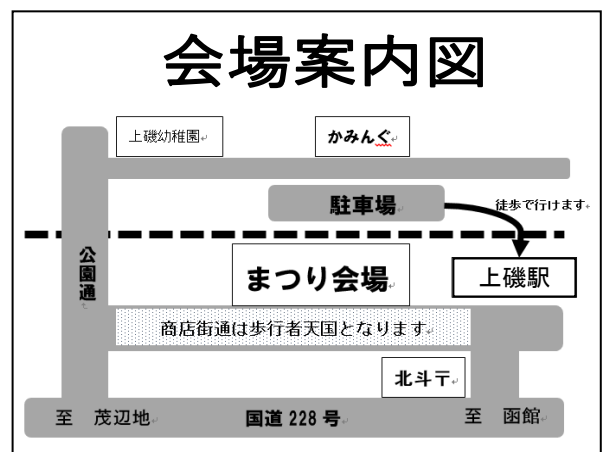 会場案内図
上磯幼稚園
かみんぐ
駐車場
徒歩で行けます
公園通
まつり会場
上磯駅
商店街通は歩行者天国となります
北斗〒
至　茂辺地
国道 228 号
至　函館